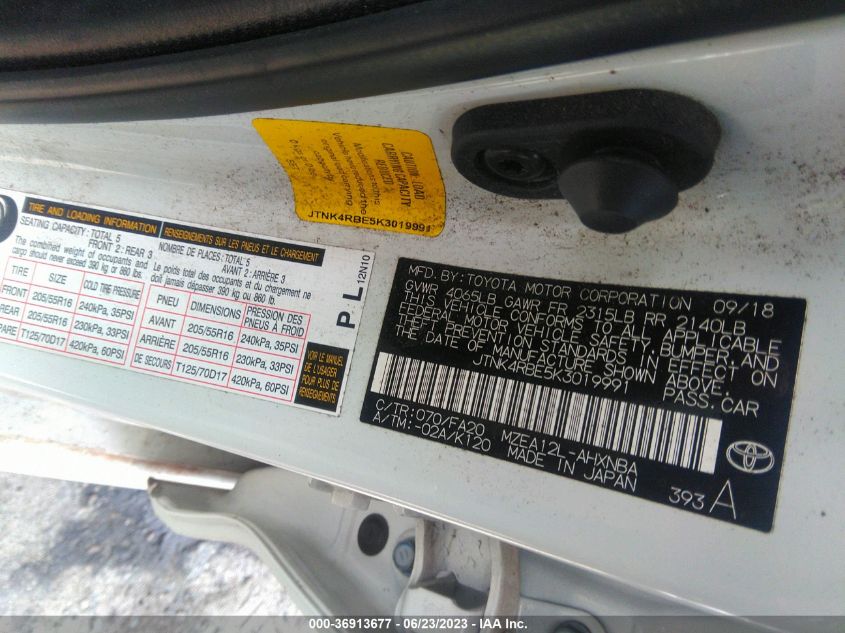 CAUTION: LOAD
CARRYING CAPACITY
REDUCED
JTNK4RBE5K3019991
TIRE AND LOADING INFORMATION
RENSEIGNEMENTS SUR LES PNEUS ET LE CHARGEMENT
SEATING CAPACITY: TOTAL 5
FRONT 2: REAR 3
NOMBRE DE PLACES: TOTAL 5
AVANT 2: ARRIÈRE 3
The combined weight of occupants and
cargo should never exceed 390 kg or 860 lbs.
Le poids total des occupants et du chargement ne
doit jamais dépasser 390 kg ou 860 lb.
TIRE SIZE COLD TIRE PRESSURE
FRONT 205/55R16 240kPa, 35PSI
REAR 205/55R16 230kPa, 33PSI
PARE T125/70D17 420kPa, 60PSI
PNEU DIMENSIONS PRESSION DES PNEUS À FROID
AVANT 205/55R16 240kPa, 35PSI
ARRIÈRE 205/55R16 230kPa, 33PSI
DE SECOURS T125/70D17 420kPa, 60PSI
VOIR LE MANUEL
DE L'USAGER
POUR PLUS DE
RENSEIGNEMENTS
P L 12N10
MFD. BY: TOYOTA MOTOR CORPORATION 09/18
GVWR 4065LB GAWR FR 2315LB RR 2140LB
THIS VEHICLE CONFORMS TO ALL APPLICABLE
FEDERAL MOTOR VEHICLE SAFETY, BUMPER, AND
THEFT PREVENTION STANDARDS IN EFFECT ON
THE DATE OF MANUFACTURE SHOWN ABOVE.
JTNK4RBE5K3019991 PASS. CAR
C/TR: 070/FA20 MZEA12L-AHXNBA
A/TM: -02A/K120 MADE IN JAPAN
393 A
TOYOTA
000-36913677 - 06/23/2023 - IAA Inc.